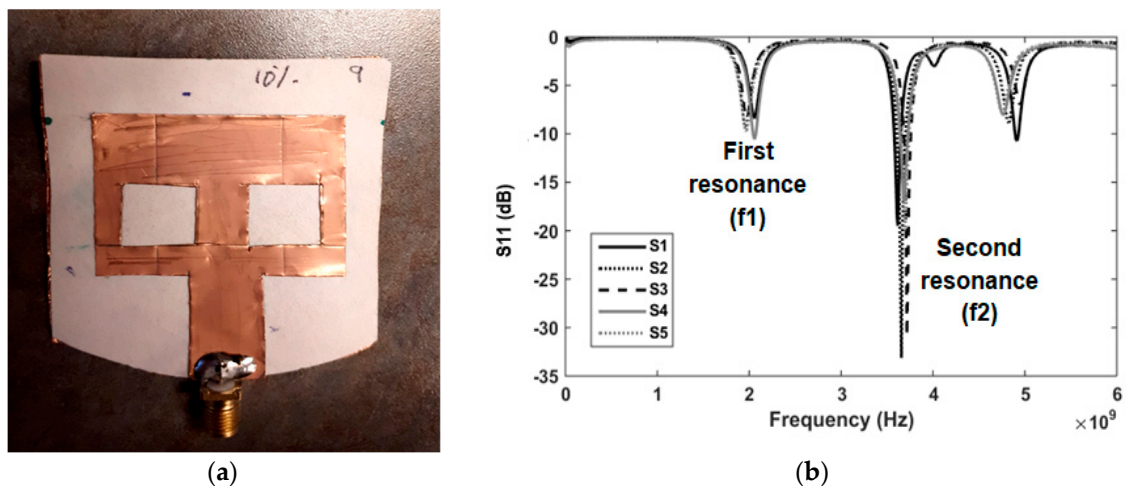 10%. 9
0
-5
-10
-15
-20
-25
-30
-35
S11 (dB)
First
resonance
(f1)
Second
resonance
(f2)
S1
S2
S3
S4
S5
0 1 2 3 4 5 6
Frequency (Hz)
×10⁹
(a) (b)